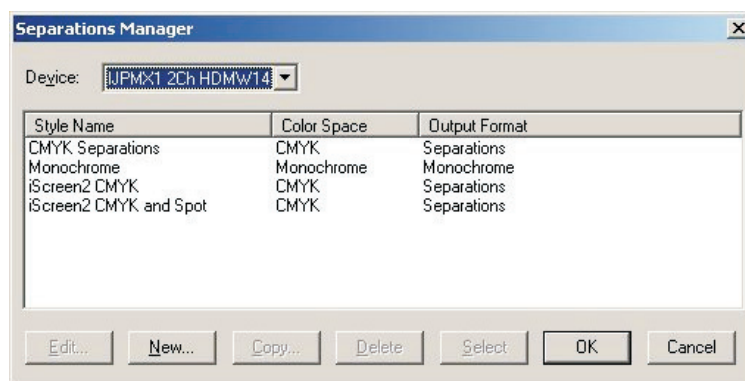 Separations Manager
Device: IJPMX1 2Ch HDMW14
Style Name Color Space Output Format
CMYK Separations CMYK Separations
Monochrome Monochrome Monochrome
iScreen2 CMYK CMYK Separations
iScreen2 CMYK and Spot CMYK Separations
Edit... New... Copy... Delete Select OK Cancel